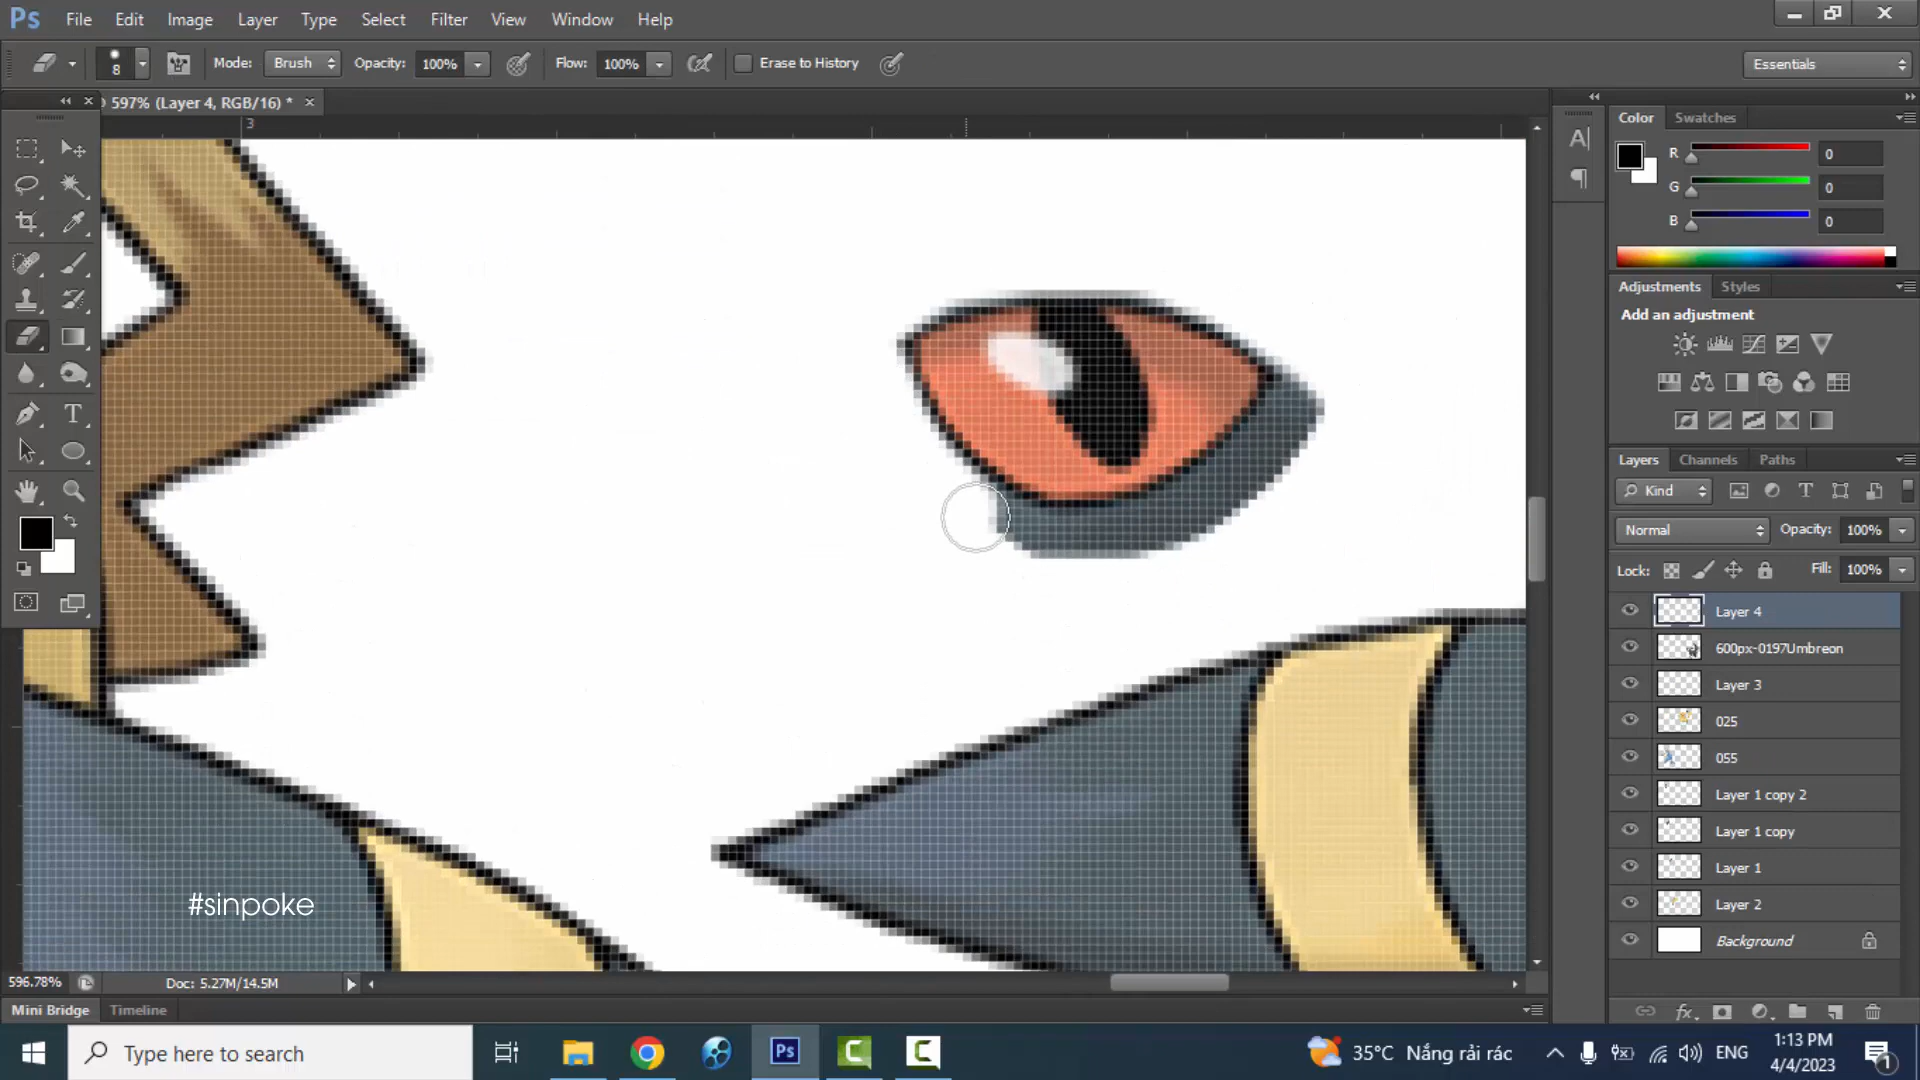 Ps File Edit Image Layer Type Select Filter View Window Help
8 Mode: Brush Opacity: 100% Flow: 100% Erase to History Essentials
597% (Layer 4, RGB/16) *
3
Color Swatches
R 0
G 0
B 0
Adjustments Styles
Add an adjustment
Layers Channels Paths
Kind
Normal Opacity: 100%
Lock: Fill: 100%
Layer 4
600px-0197Umbreon
Layer 3
025
055
Layer 1 copy 2
Layer 1 copy
Layer 1
Layer 2
Background
#sinpoke
596.78% Doc: 5.27M/14.5M
Mini Bridge Timeline
Type here to search
Ps
35°C Nắng rải rác
ENG
1:13 PM
4/4/2023
1